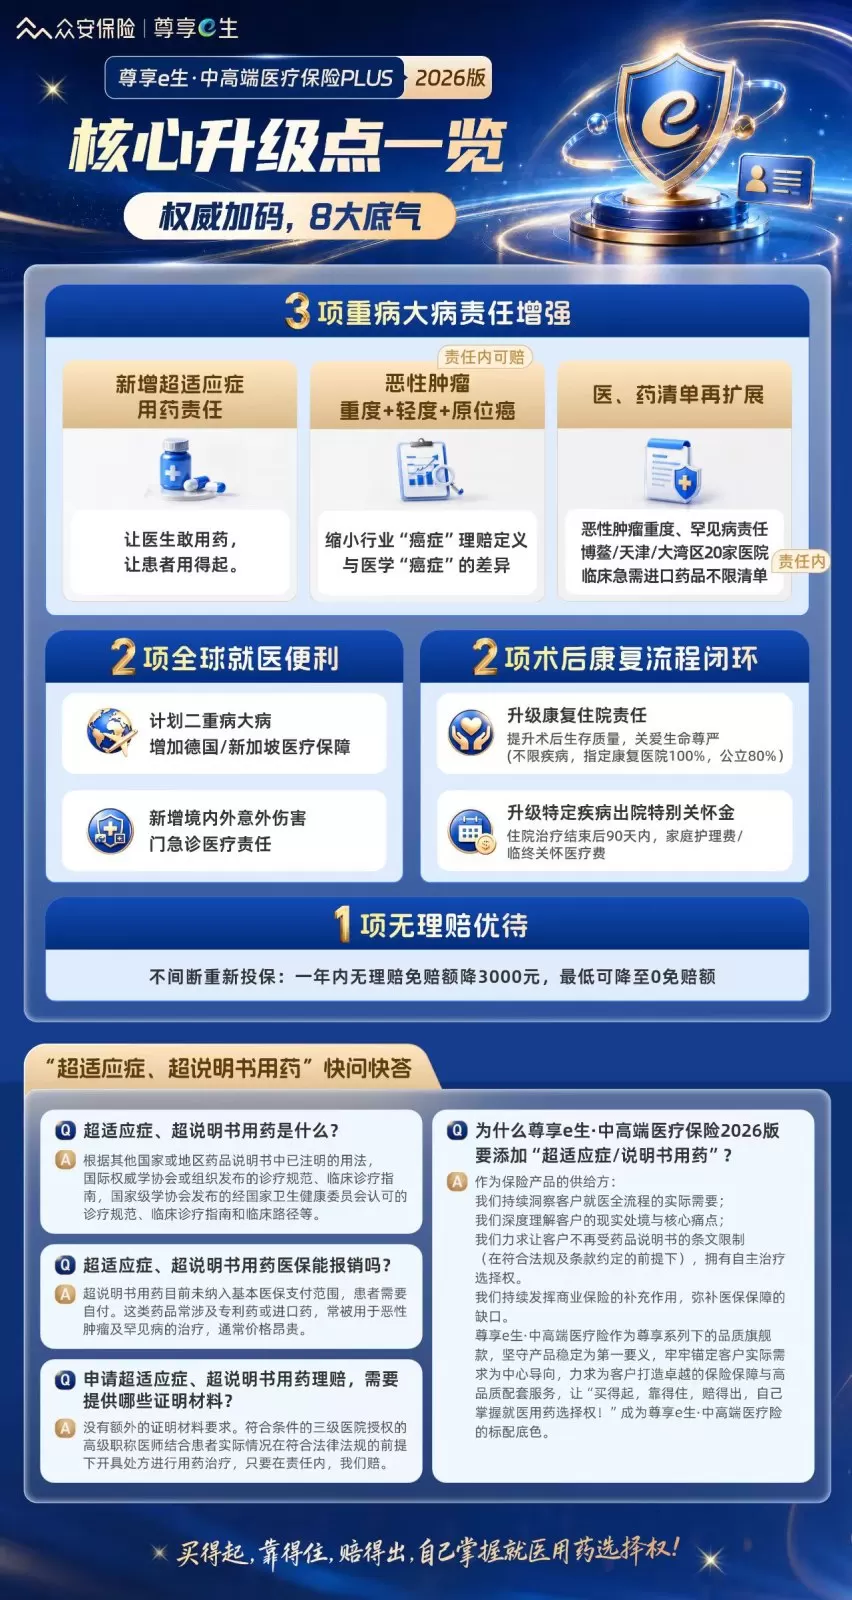 众安保险 | 尊享e生
尊享e生·中高端医疗保险PLUS 2026版
核心升级点一览
权威加码，8大底气
3项重病大病责任增强
新增超适应症
用药责任
让医生敢用药，
让患者用得起。
责任内可赔
恶性肿瘤
重度+轻度+原位癌
缩小行业“癌症”理赔定义
与医学“癌症”的差异
医、药清单再扩展
恶性肿瘤重度、罕见病责任
博鳌/天津/大湾区20家医院
临床急需进口药品不限清单
责任内
2项全球就医便利
计划二重病大病
增加德国/新加坡医疗保障
新增境内外意外伤害
门急诊医疗责任
2项术后康复流程闭环
升级康复住院责任
提升术后生存质量，关爱生命尊严
(不限疾病，指定康复医院100%，公立80%)
升级特定疾病出院特别关怀金
住院治疗结束后90天内，家庭护理费/
临终关怀医疗费
1项无理赔优待
不间断重新投保：一年内无理赔免赔额降3000元，最低可降至0免赔额
“超适应症、超说明书用药”快问快答
Q 超适应症、超说明书用药是什么？
A 根据其他国家或地区药品说明书中已注明的用法，
国际权威学协会或组织发布的诊疗规范、临床诊疗指
南，国家级学协会发布的经国家卫生健康委员会认可的
诊疗规范、临床诊疗指南和临床路径等。
Q 超适应症、超说明书用药医保能报销吗？
A 超说明书用药目前未纳入基本医保支付范围，患者需要
自付。这类药品常涉及专利药或进口药，常被用于恶性
肿瘤及罕见病的治疗，通常价格昂贵。
Q 申请超适应症、超说明书用药理赔，需要
提供哪些证明材料？
A 没有额外的证明材料要求。符合条件的三级医院授权的
高级职称医师结合患者实际情况在符合法律法规的前提
下开具处方进行用药治疗，只要在责任内，我们赔。
Q 为什么尊享e生·中高端医疗保险2026版
要添加“超适应症/说明书用药”？
A 作为保险产品的供给方：
我们持续洞察客户就医全流程的实际需要；
我们深度理解客户的现实处境与核心痛点；
我们力求让客户不再受药品说明书的条文限制
（在符合法规及条款约定的前提下），拥有自主治疗
选择权。
我们持续发挥商业保险的补充作用，弥补医保保障的
缺口。
尊享e生·中高端医疗险作为尊享系列下的品质旗舰
款，坚守产品稳定为第一要义，牢牢锚定客户实际需
求为中心导向，力求为客户打造卓越的保险保障与高
品质配套服务，让“买得起，靠得住，赔得出，自己
掌握就医用药选择权！”成为尊享e生·中高端医疗险
的标配底色。
买得起，靠得住，赔得出，自己掌握就医用药选择权！